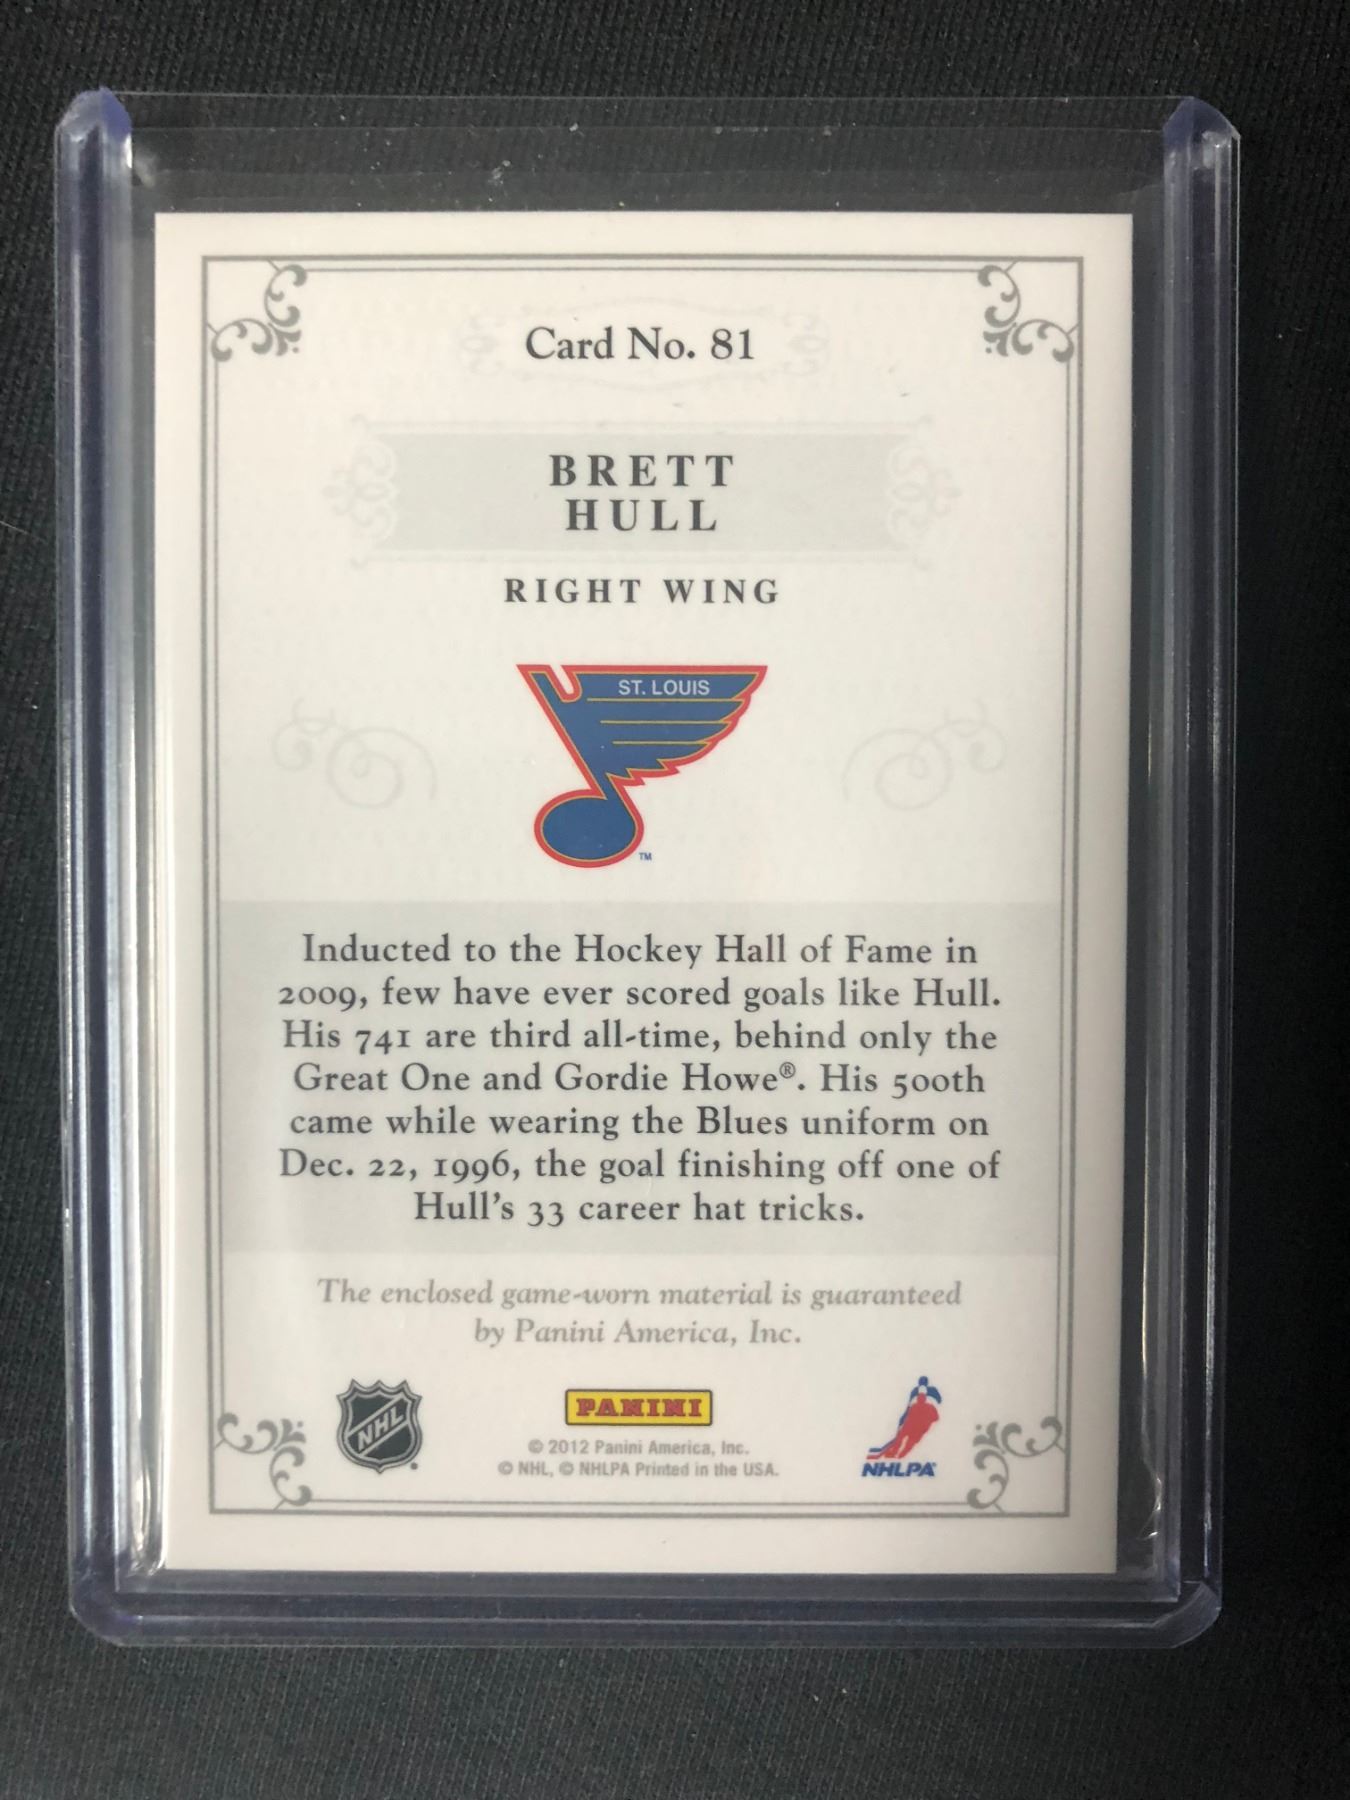 Card No. 81
BRETT
HULL
RIGHT WING
ST. LOUIS
TM
Inducted to the Hockey Hall of Fame in
2009, few have ever scored goals like Hull.
His 741 are third all-time, behind only the
Great One and Gordie Howe®. His 500th
came while wearing the Blues uniform on
Dec. 22, 1996, the goal finishing off one of
Hull's 33 career hat tricks.
The enclosed game-worn material is guaranteed
by Panini America, Inc.
NHL
PANINI
© 2012 Panini America, Inc.
© NHL, © NHLPA Printed in the USA.
NHLPA